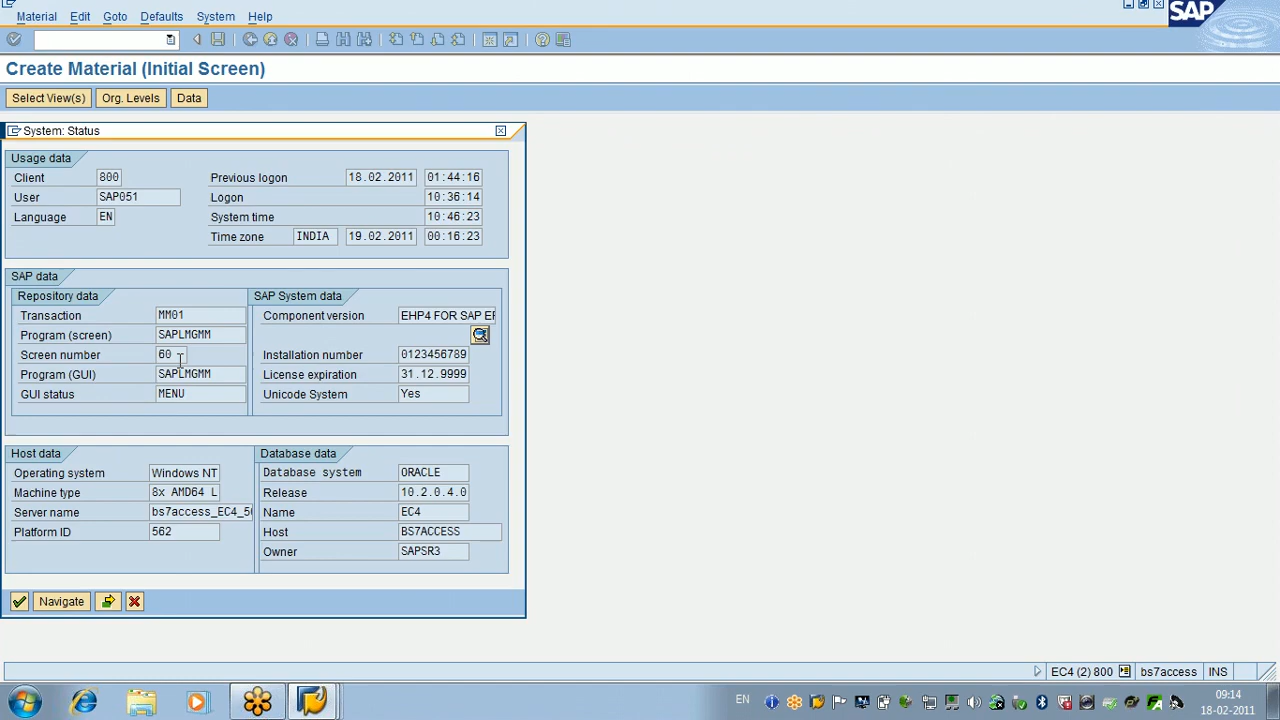 Material Edit Goto Defaults System Help
SAP
Create Material (Initial Screen)
Select View(s) Org. Levels Data
System: Status
Usage data
Client 800 Previous logon 18.02.2011 01:44:16
User SAP051 Logon 10:36:14
Language EN System time 10:46:23
Time zone INDIA 19.02.2011 00:16:23
SAP data
Repository data SAP System data
Transaction MM01 Component version EHP4 FOR SAP
Program (screen) SAPLMGMM
Screen number 60 Installation number 0123456789
Program (GUI) SAPLMGMM License expiration 31.12.9999
GUI status MENU Unicode System Yes
Host data Database data
Operating system Windows NT Database system ORACLE
Machine type 8x AMD64 L Release 10.2.0.4.0
Server name bs7access_EC4_5 Name EC4
Platform ID 562 Host BS7ACCESS
Owner SAPSR3
Navigate
EC4 (2) 800 bs7access INS
EN 09:14
18-02-2011